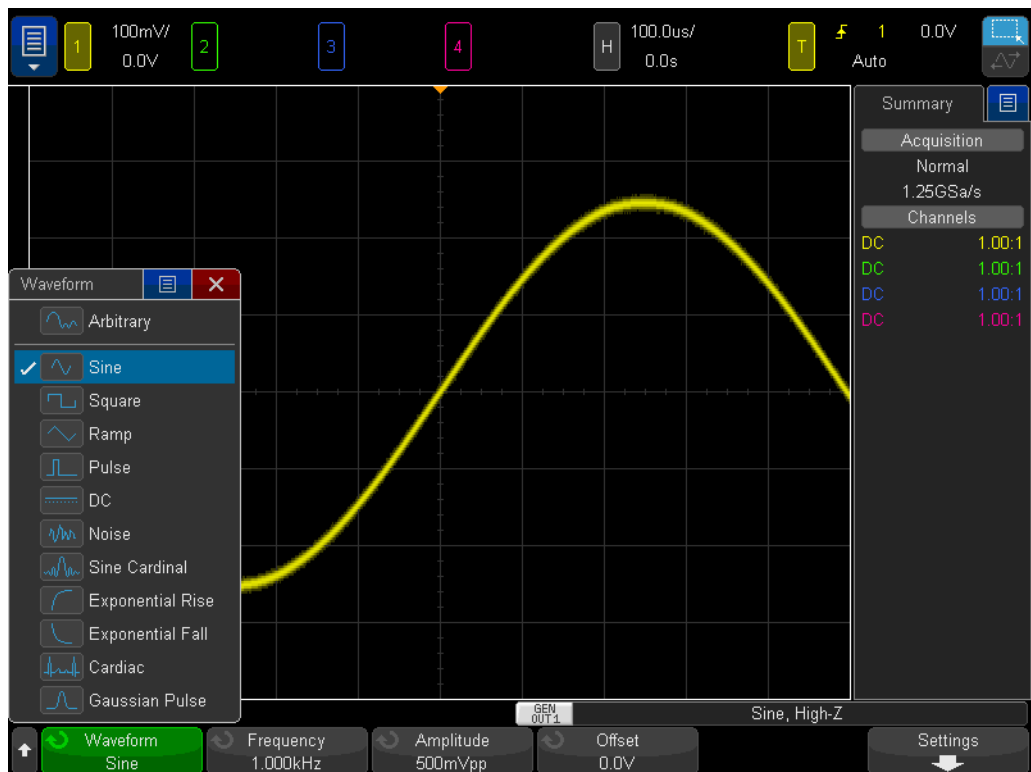 100mV/
1
0.0V
2
3
4
H
100.0us/
0.0s
T
1
0.0V
Auto
Summary
Acquisition
Normal
1.25GSa/s
Channels
DC 1.00:1
DC 1.00:1
DC 1.00:1
DC 1.00:1
Waveform
Arbitrary
Sine
Square
Ramp
Pulse
DC
Noise
Sine Cardinal
Exponential Rise
Exponential Fall
Cardiac
Gaussian Pulse
GEN
OUT1
Sine, High-Z
Waveform
Sine
Frequency
1.000kHz
Amplitude
500mVpp
Offset
0.0V
Settings